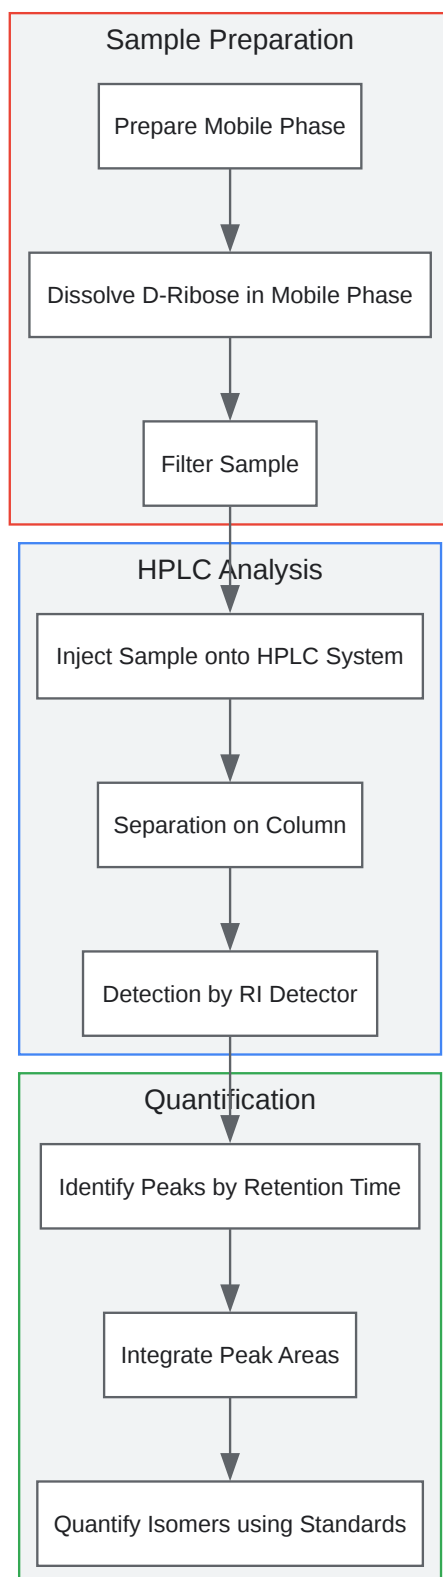 Sample Preparation
Prepare Mobile Phase
Dissolve D-Ribose in Mobile Phase
Filter Sample
HPLC Analysis
Inject Sample onto HPLC System
Separation on Column
Detection by RI Detector
Quantification
Identify Peaks by Retention Time
Integrate Peak Areas
Quantify Isomers using Standards